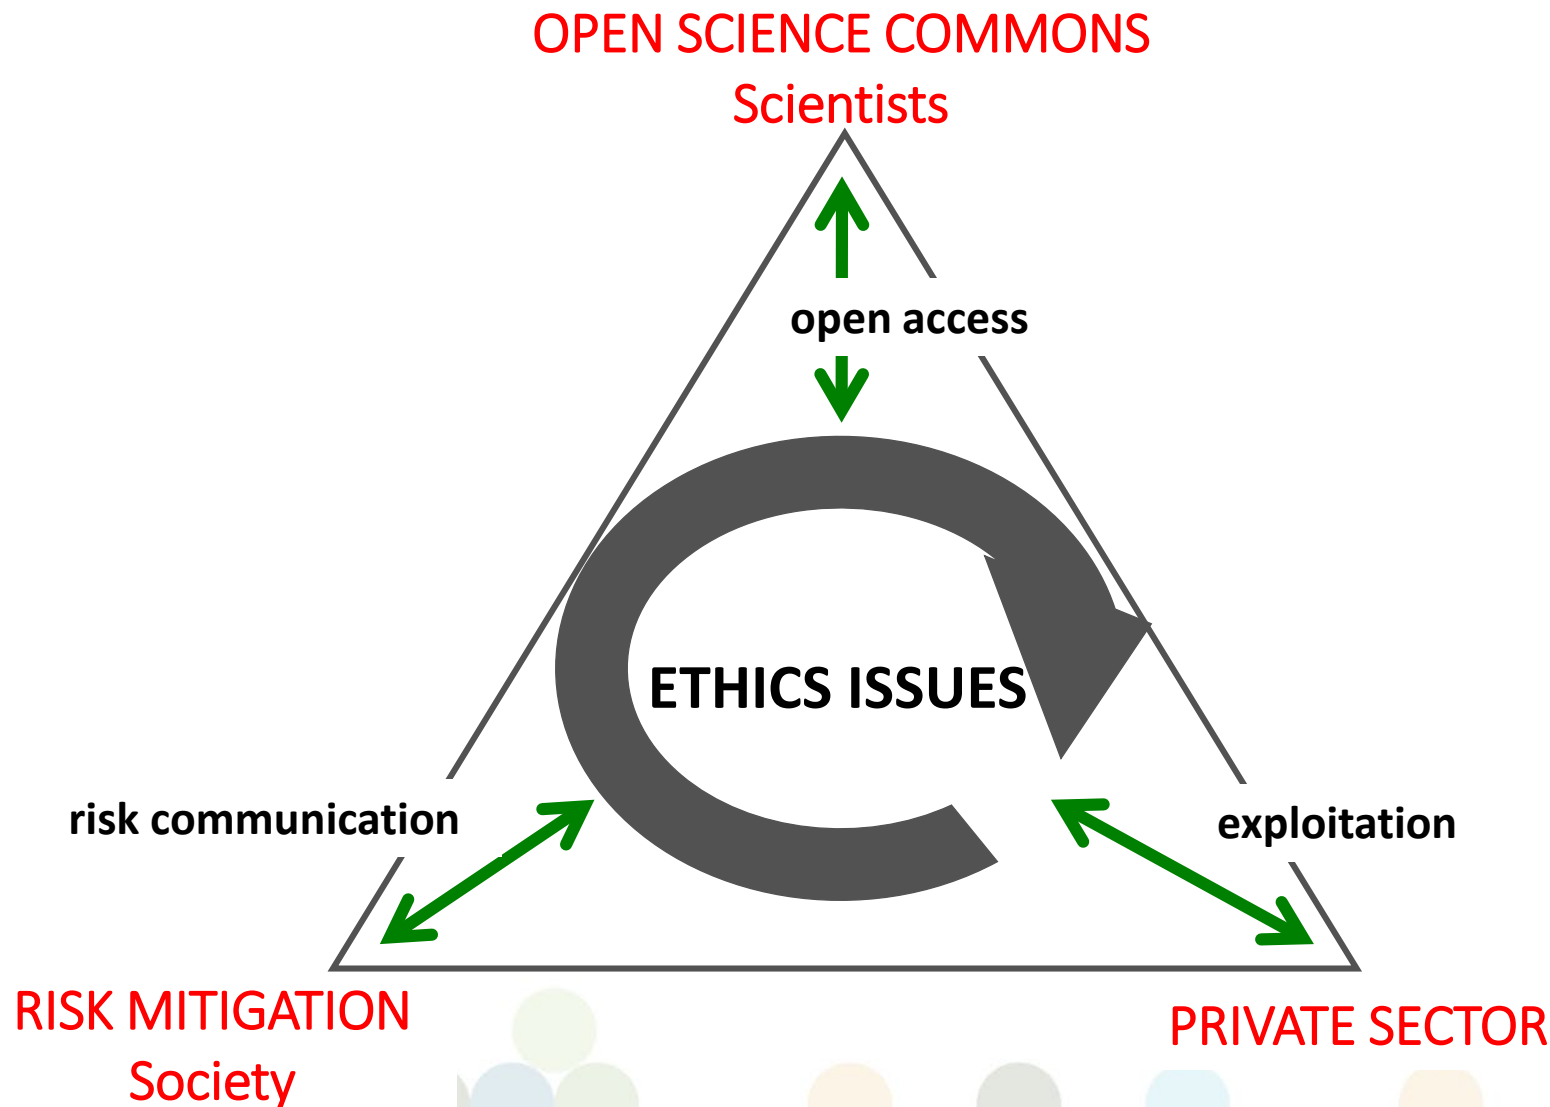 OPEN SCIENCE COMMONS
Scientists
open access
ETHICS ISSUES
risk communication
exploitation
RISK MITIGATION
Society
PRIVATE SECTOR